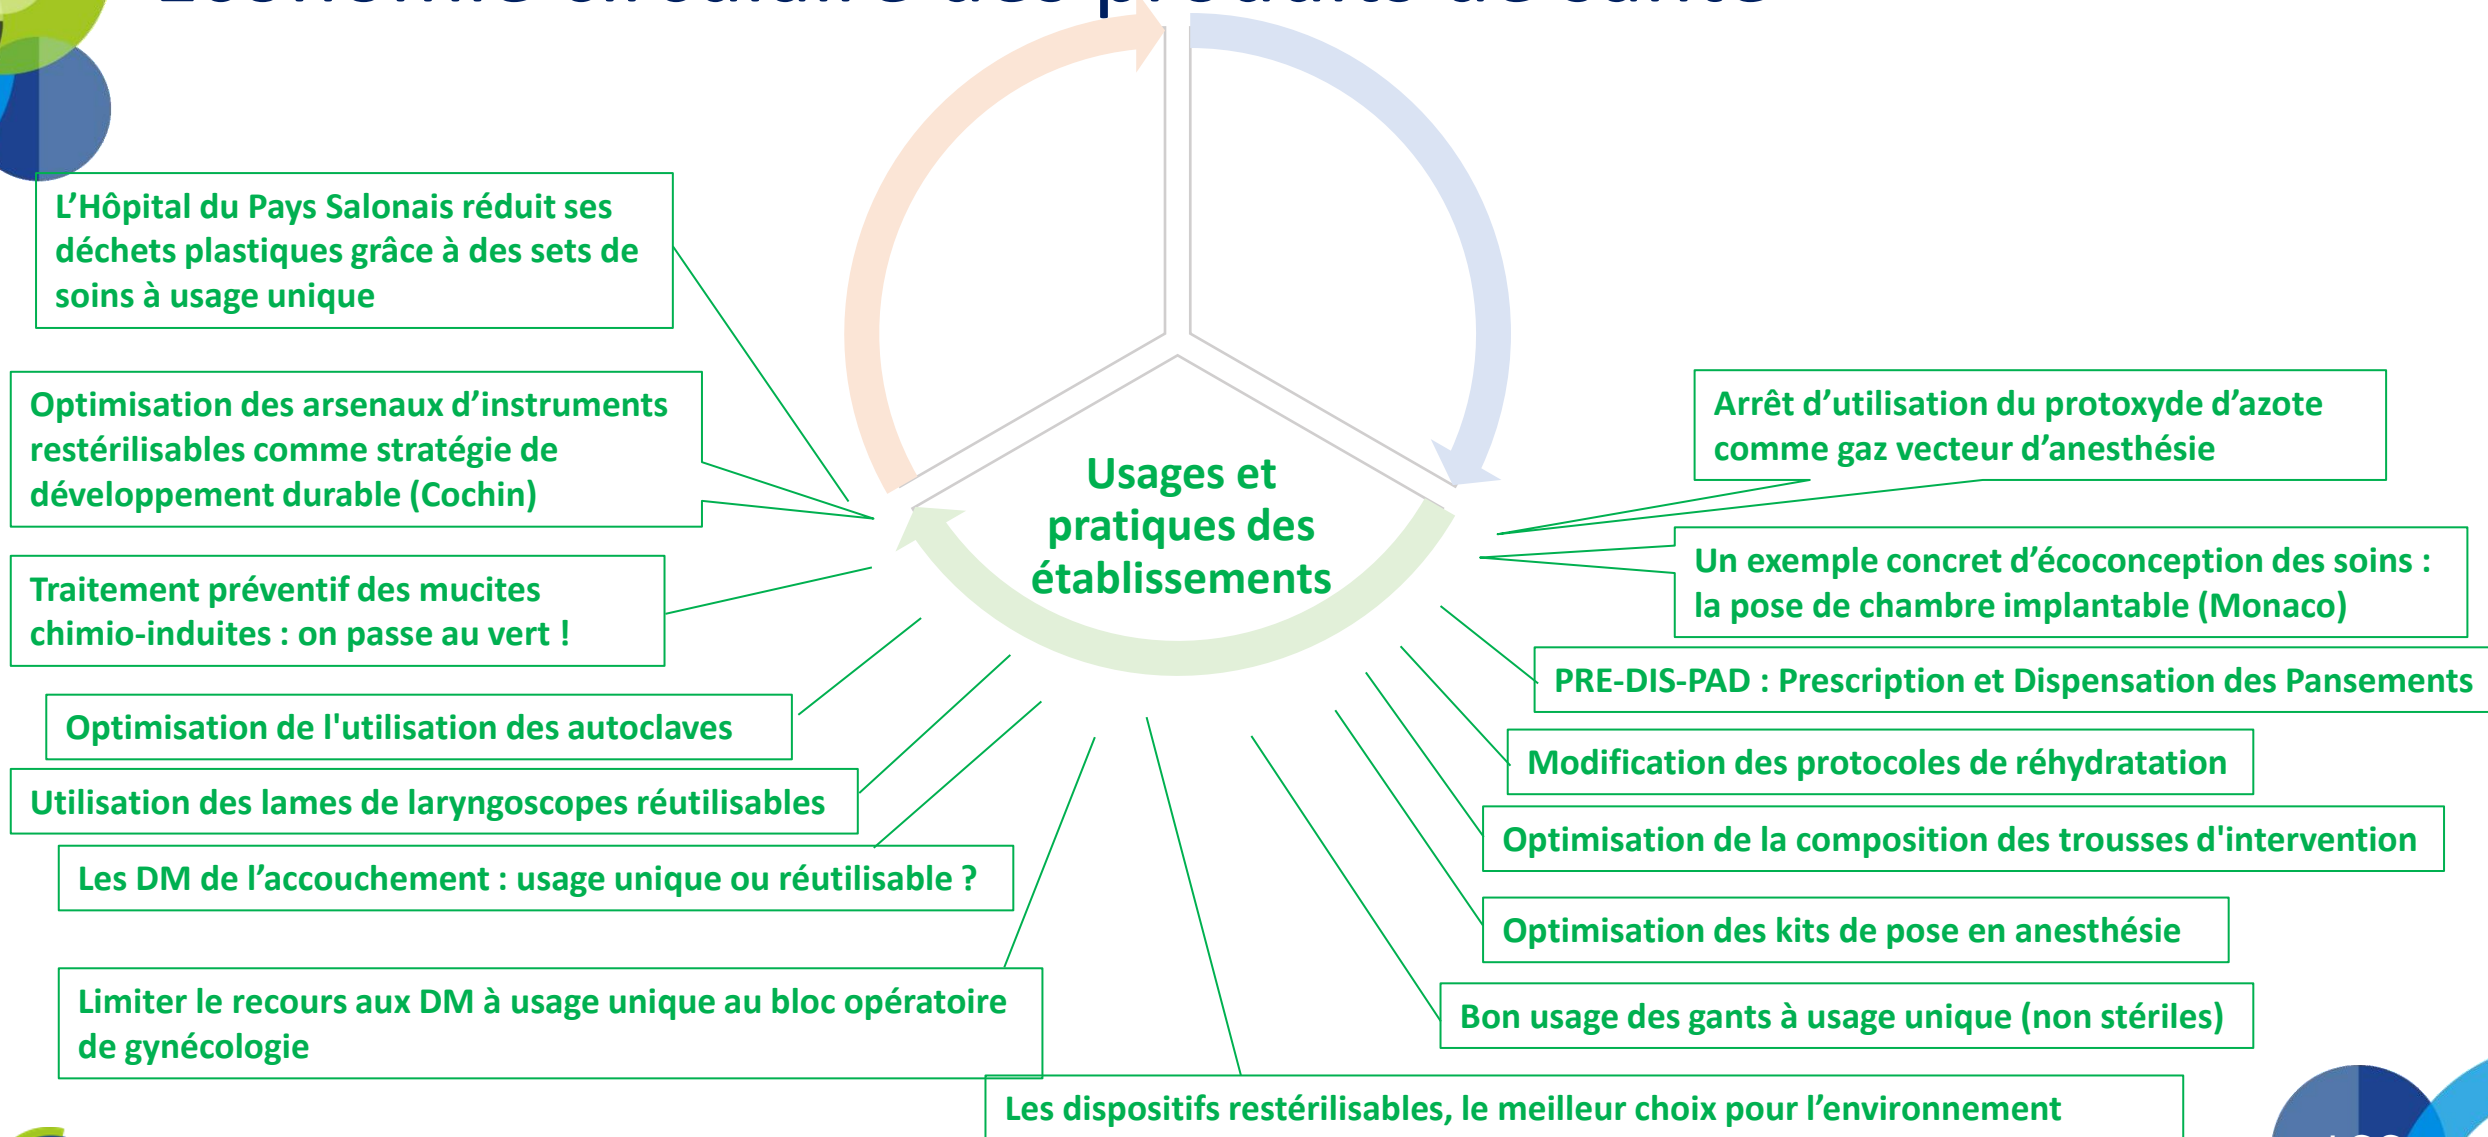 L’Hôpital du Pays Salonais réduit ses
déchets plastiques grâce à des sets de
soins à usage unique
Optimisation des arsenaux d’instruments
restérilisables comme stratégie de
développement durable (Cochin)
Traitement préventif des mucites
chimio-induites : on passe au vert !
Optimisation de l'utilisation des autoclaves
Utilisation des lames de laryngoscopes réutilisables
Les DM de l’accouchement : usage unique ou réutilisable ?
Limiter le recours aux DM à usage unique au bloc opératoire
de gynécologie
Usages et
pratiques des
établissements
Arrêt d’utilisation du protoxyde d’azote
comme gaz vecteur d’anesthésie
Un exemple concret d’écoconception des soins :
la pose de chambre implantable (Monaco)
PRE-DIS-PAD : Prescription et Dispensation des Pansements
Modification des protocoles de réhydratation
Optimisation de la composition des trousses d'intervention
Optimisation des kits de pose en anesthésie
Bon usage des gants à usage unique (non stériles)
Les dispositifs restérilisables, le meilleur choix pour l’environnement